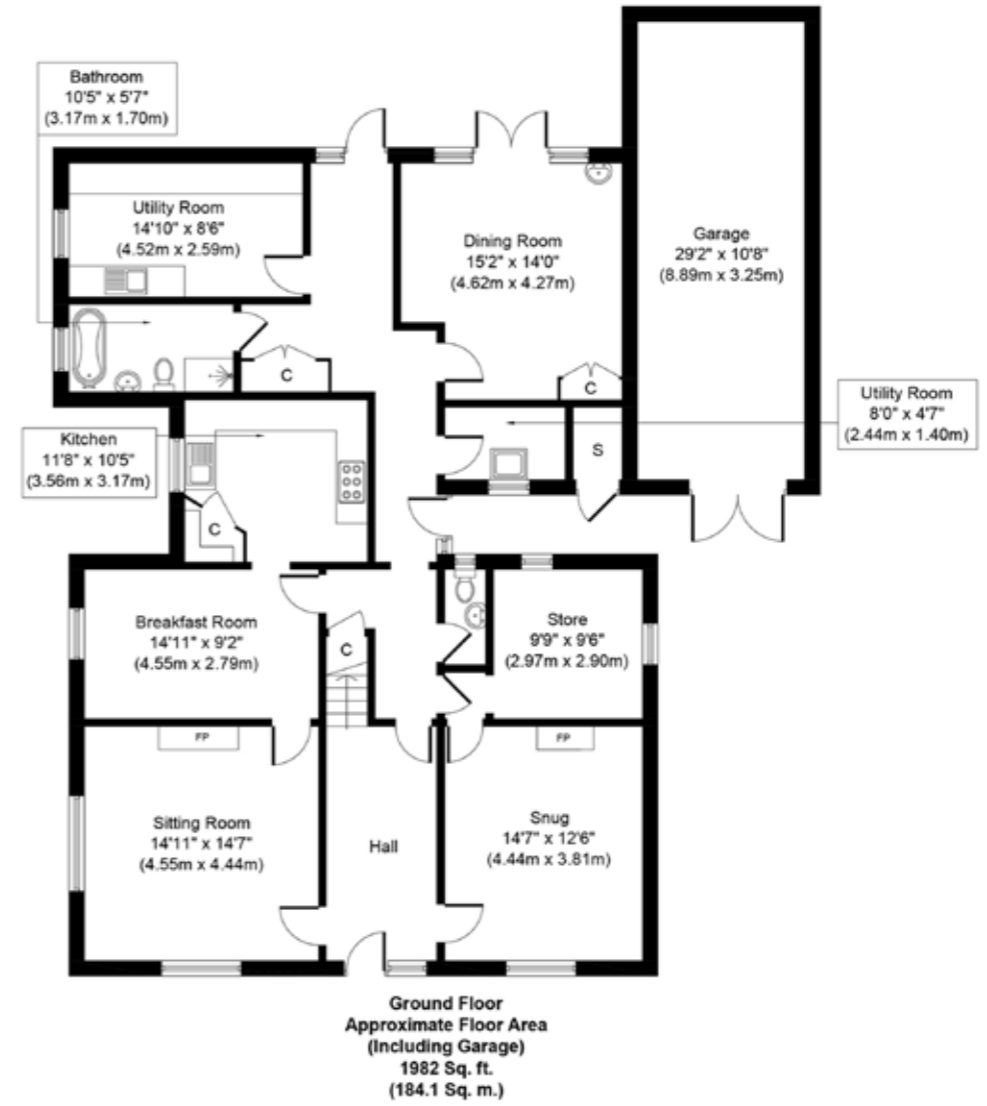 Bathroom
10'5" x 5'7"
(3.17m x 1.70m)
Utility Room
14'10" x 8'6"
(4.52m x 2.59m)
Dining Room
15'2" x 14'0"
(4.62m x 4.27m)
Garage
29'2" x 10'8"
(8.89m x 3.25m)
C
C
Utility Room
8'0" x 4'7"
(2.44m x 1.40m)
Kitchen
11'8" x 10'5"
(3.56m x 3.17m)
S
C
Breakfast Room
14'11" x 9'2"
(4.55m x 2.79m)
C
Store
9'9" x 9'6"
(2.97m x 2.90m)
FP
FP
Sitting Room
14'11" x 14'7"
(4.55m x 4.44m)
Hall
Snug
14'7" x 12'6"
(4.44m x 3.81m)
Ground Floor
Approximate Floor Area
(Including Garage)
1982 Sq. ft.
(184.1 Sq. m.)